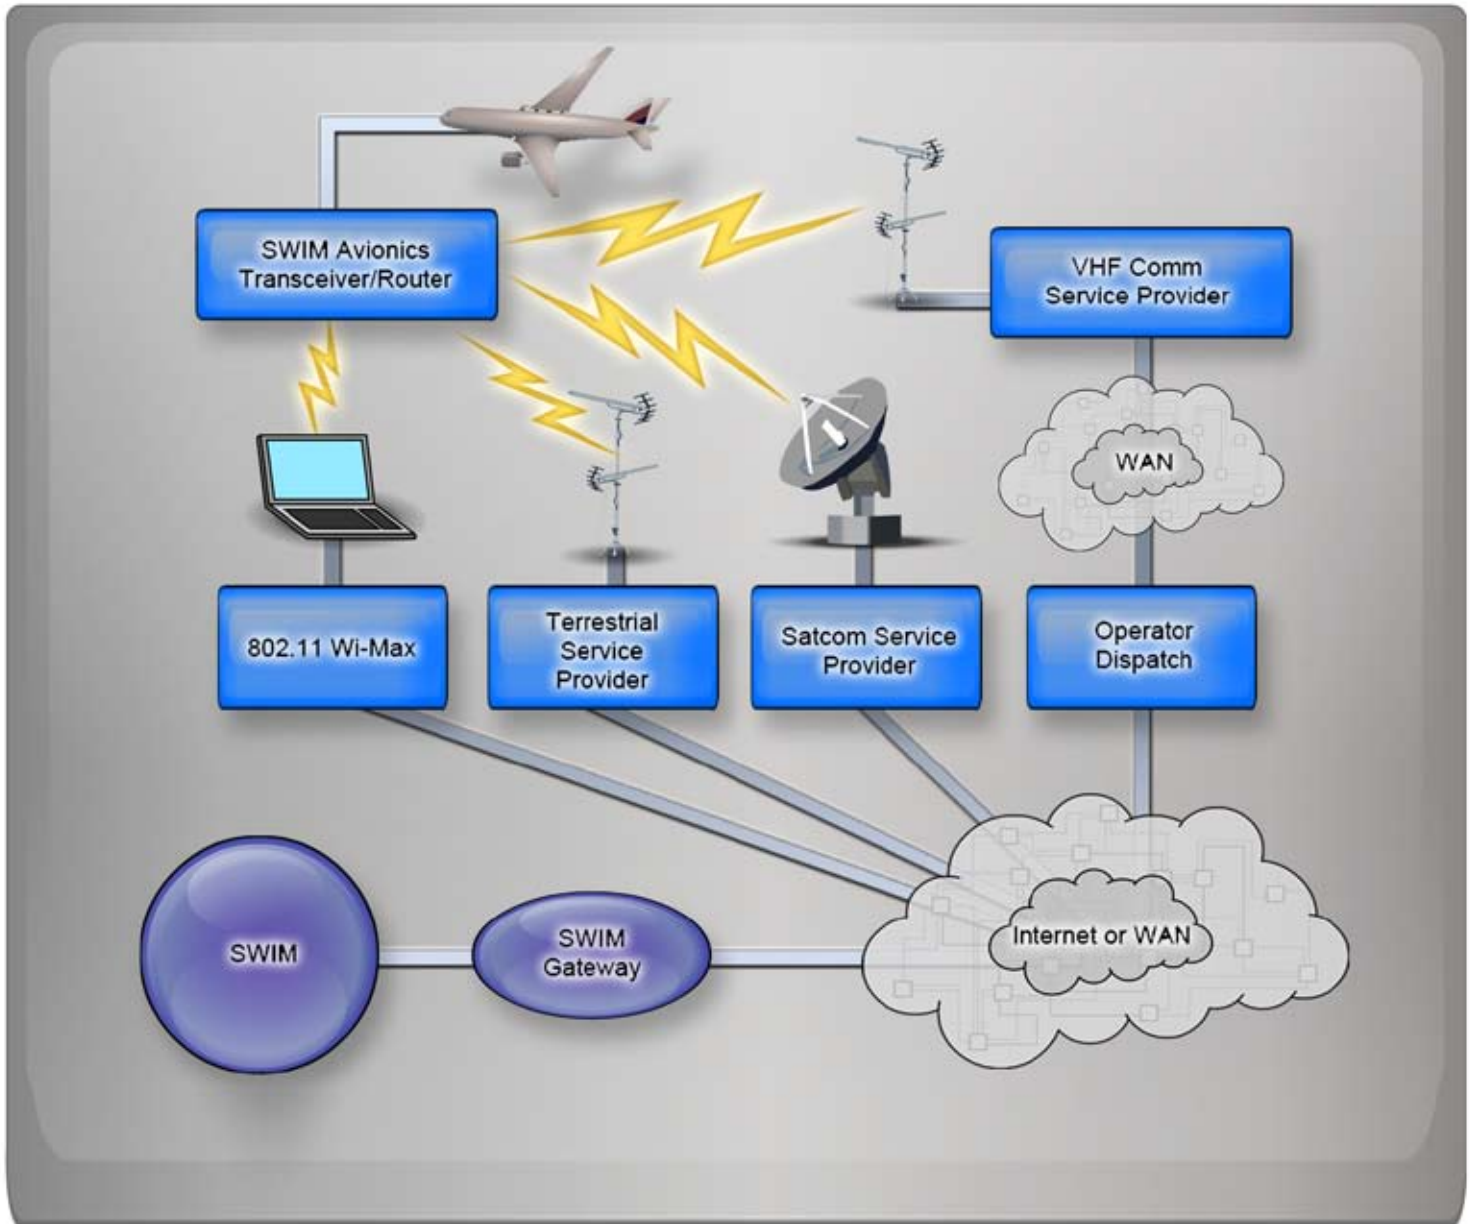 SWIM Avionics
Transceiver/Router
VHF Comm
Service Provider
WAN
802.11 Wi-Max
Terrestrial
Service
Provider
Satcom Service
Provider
Operator
Dispatch
SWIM
SWIM
Gateway
Internet or WAN